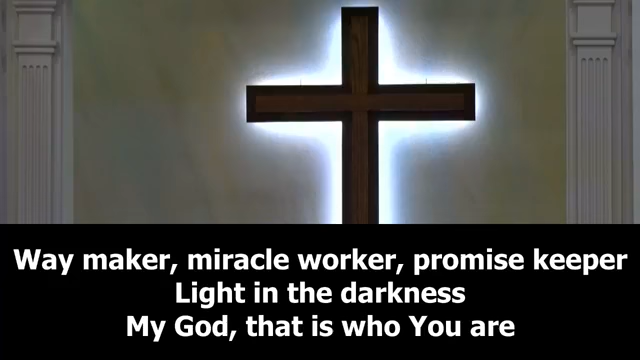 Way maker, miracle worker, promise keeper
Light in the darkness
My God, that is who You are